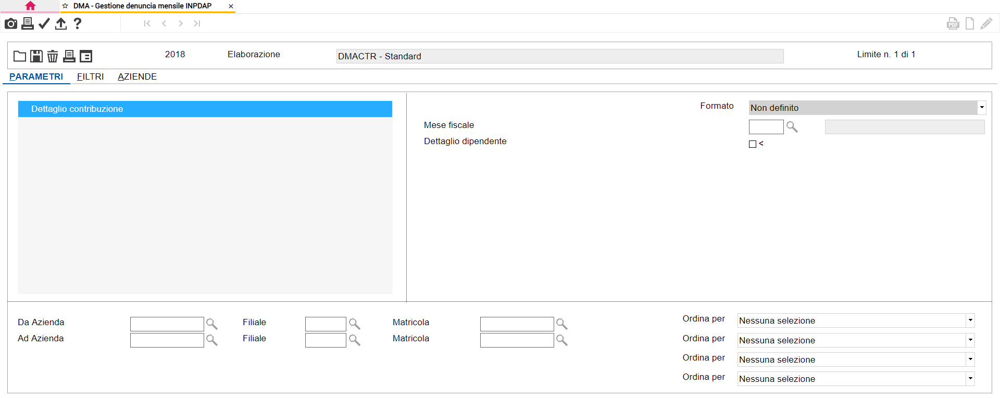 DMA - Gestione denuncia mensile INPDAP
2018 Elaborazione DMACTR - Standard Limite n. 1 di 1
PARAMETRI FILTRI AZIENDE
Dettaglio contribuzione
Formato Non definito
Mese fiscale
Dettaglio dipendente <
Da Azienda Filiale Matricola Ordina per Nessuna selezione
Ad Azienda Filiale Matricola Ordina per Nessuna selezione
Ordina per Nessuna selezione
Ordina per Nessuna selezione